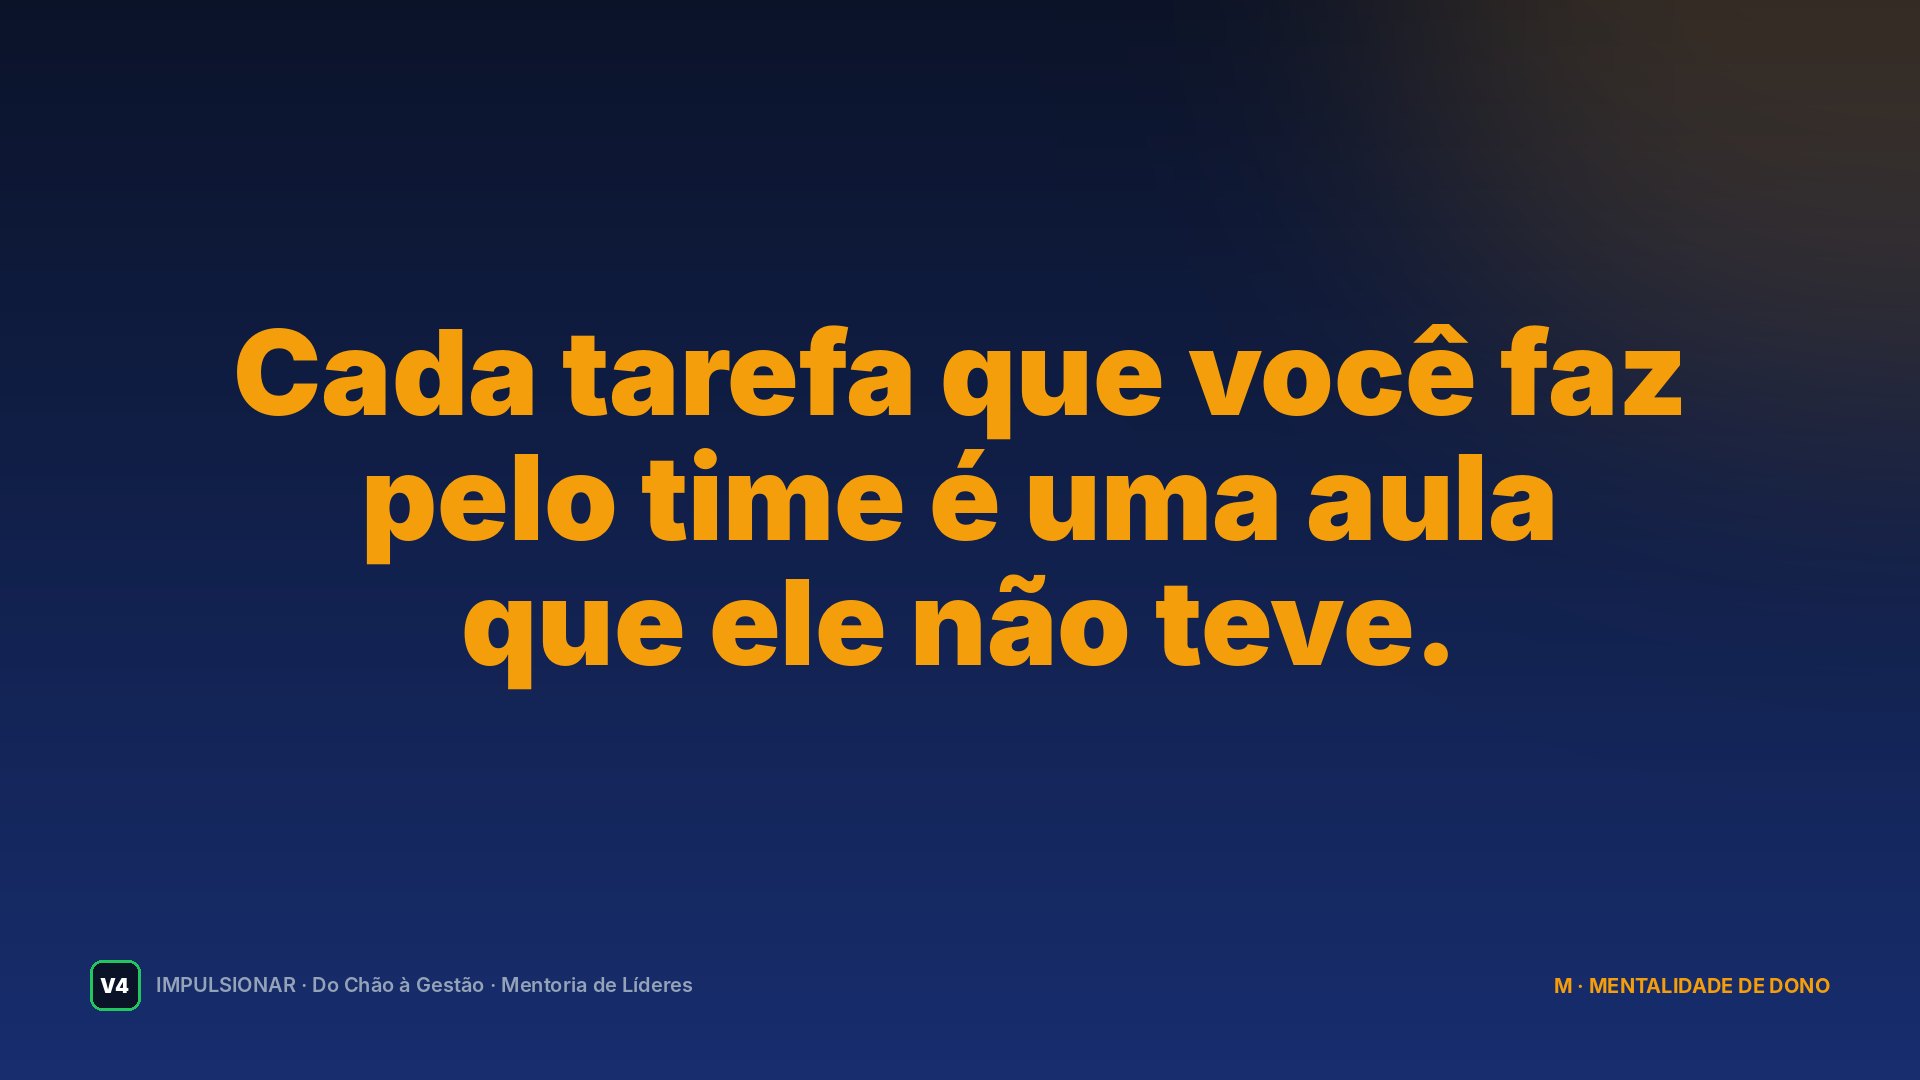 Cada tarefa que você faz
pelo time é uma aula
que ele não teve.
V4 IMPULSIONAR · Do Chão à Gestão · Mentoria de Líderes
M · MENTALIDADE DE DONO